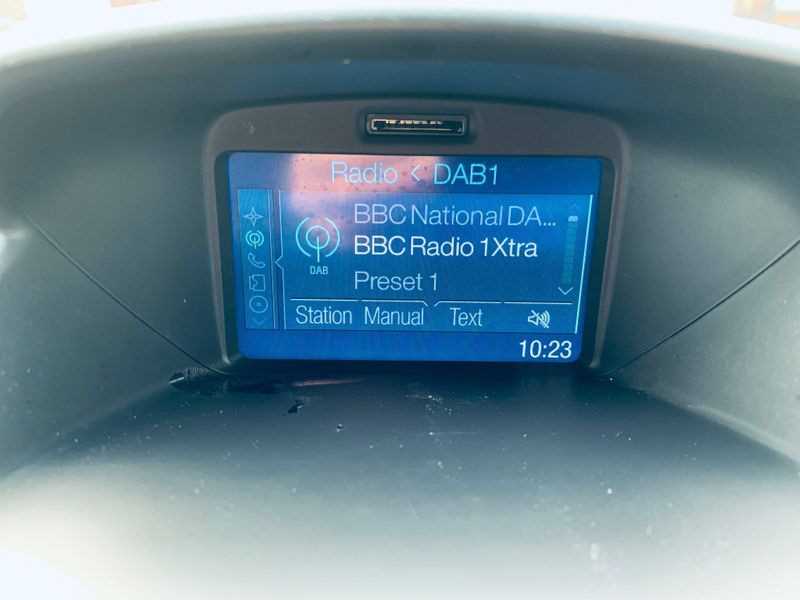 Radio < DAB1
BBC National DA...
BBC Radio 1Xtra
DAB
Preset 1
Station Manual Text
10:23